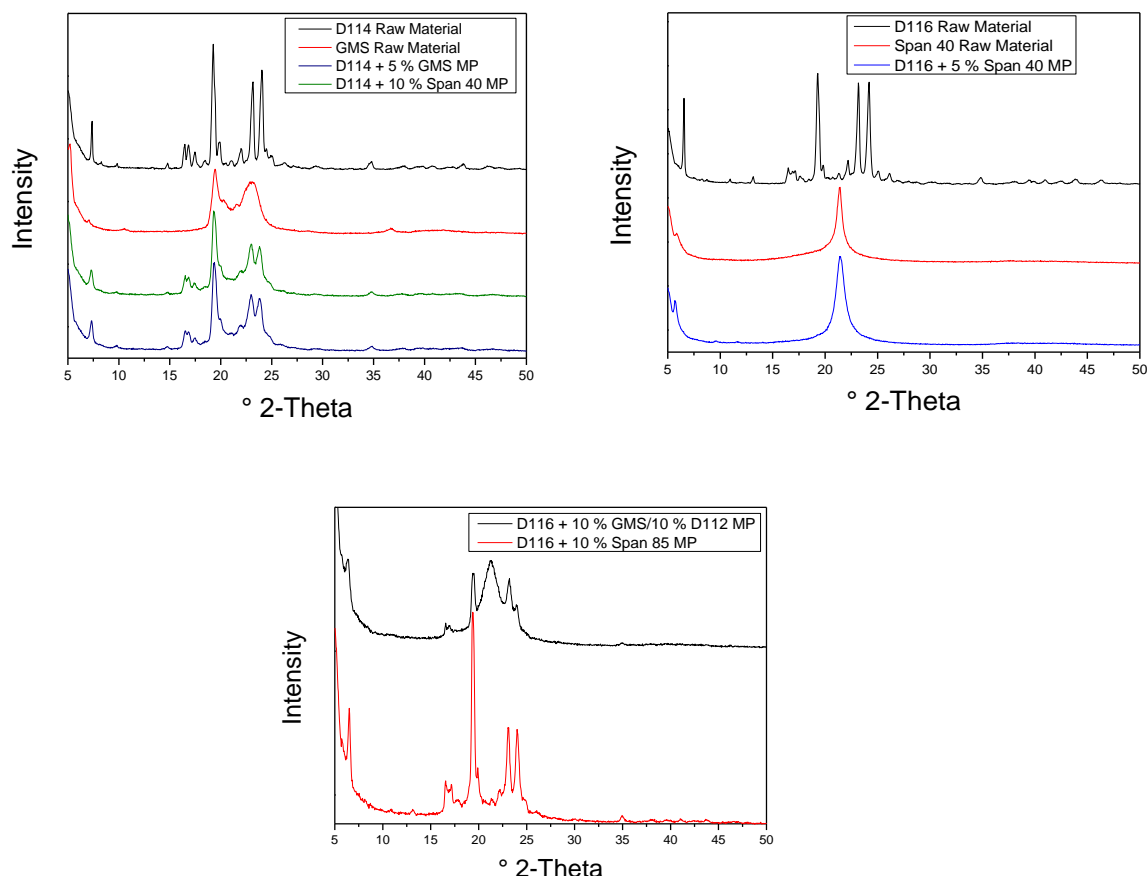 D114 Raw Material
GMS Raw Material
D114 + 5 % GMS MP
D114 + 10 % Span 40 MP
Intensity
5 10 15 20 25 30 35 40 45 50
° 2-Theta
D116 Raw Material
Span 40 Raw Material
D116 + 5 % Span 40 MP
Intensity
5 10 15 20 25 30 35 40 45 50
° 2-Theta
D116 + 10 % GMS/10 % D112 MP
D116 + 10 % Span 85 MP
Intensity
5 10 15 20 25 30 35 40 45 50
° 2-Theta